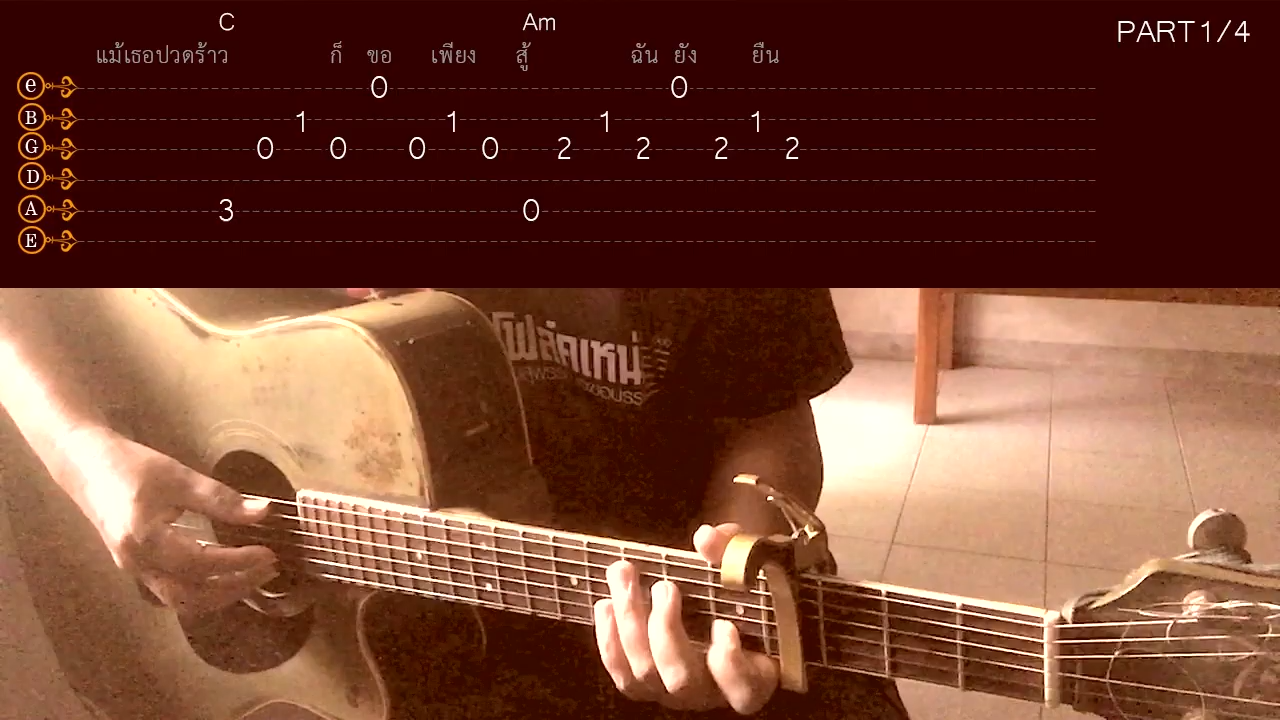 C Am
PART 1/4
แม้เธอปวดร้าว ก็ ขอ เพียง สู้ ฉัน ยัง ยืน
e 0 0
B 1 1 1 1
G 0 0 0 0 2 2 2 2
D
A 3 0
E